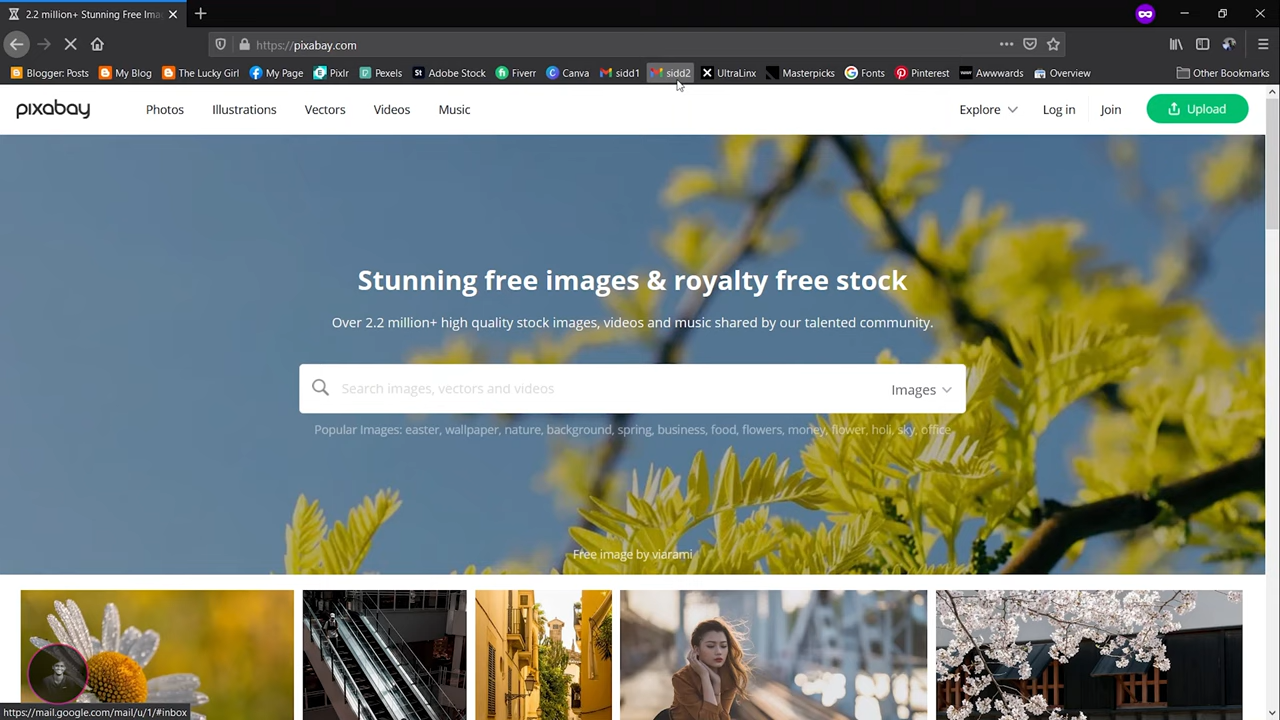 2.2 million+ Stunning Free Ima
https://pixabay.com
Blogger: Posts My Blog The Lucky Girl My Page Pixlr Pexels Adobe Stock Fiverr Canva sidd1 sidd2 UltraLinx Masterpicks Fonts Pinterest Awwwards Overview Other Bookmarks
pixabay Photos Illustrations Vectors Videos Music Explore Log in Join Upload
Stunning free images & royalty free stock
Over 2.2 million+ high quality stock images, videos and music shared by our talented community.
Search images, vectors and videos Images
Popular Images: easter, wallpaper, nature, background, spring, business, food, flowers, money, flower, holi, sky, office
Free image by viarami
https://mail.google.com/mail/u/1/#inbox